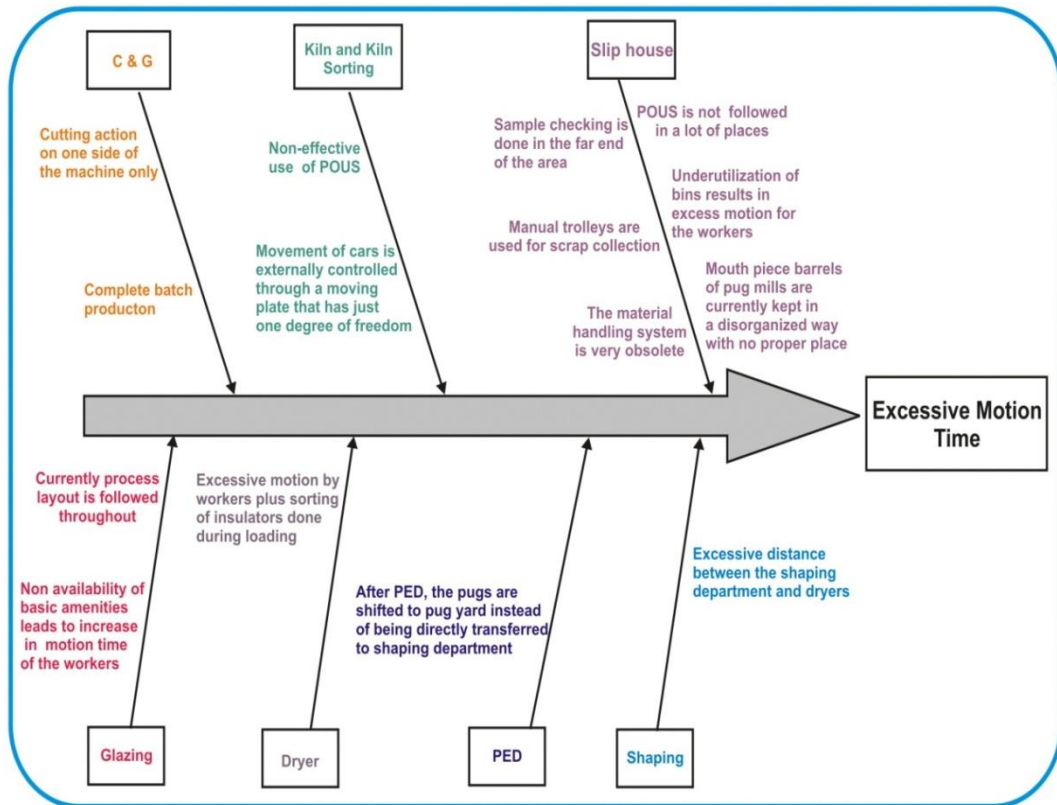 C & G
Kiln and Kiln
Sorting
Slip house
Cutting action
on one side of
the machine only
Complete batch
producton
Non-effective
use of POUS
Movement of cars is
externally controlled
through a moving
plate that has just
one degree of freedom
Sample checking is
done in the far end
of the area
Manual trolleys are
used for scrap collection
The material
handling system
is very obsolete
POUS is not followed
in a lot of places
Underutilization of
bins results in
excess motion for
the workers
Mouth piece barrels
of pug mills are
currently kept in
a disorganized way
with no proper place
Excessive Motion
Time
Currently process
layout is followed
throughout
Non availability of
basic amenities
leads to increase
in motion time
of the workers
Excessive motion by
workers plus sorting
of insulators done
during loading
After PED, the pugs are
shifted to pug yard instead
of being directly transferred
to shaping department
Excessive distance
between the shaping
department and dryers
Glazing
Dryer
PED
Shaping